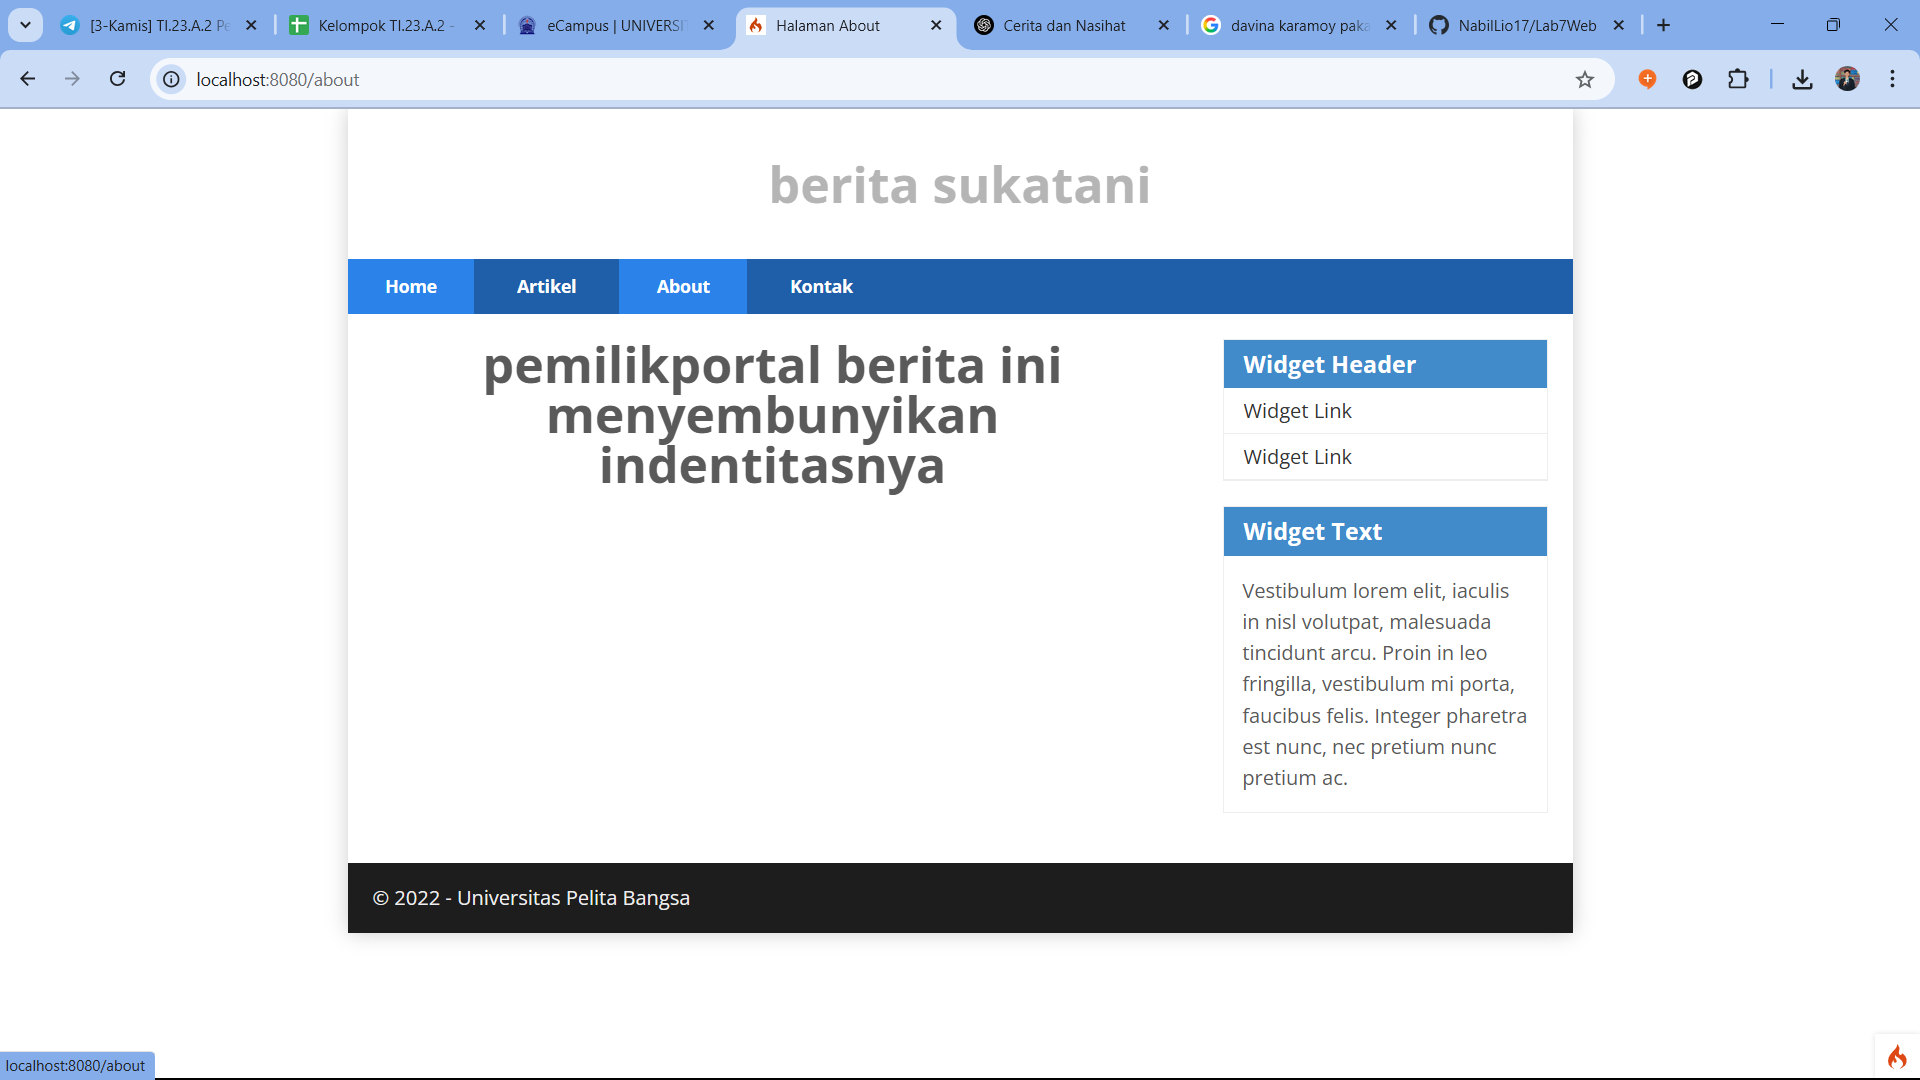 [3-Kamis] TI.23.A.2 Pe
Kelompok TI.23.A.2 -
eCampus | UNIVERSI
Halaman About
Cerita dan Nasihat
davina karamoy paka
NabilLio17/Lab7Web
localhost:8080/about
berita sukatani
Home
Artikel
About
Kontak
pemilikportal berita ini
menyembunyikan
indentitasnya
Widget Header
Widget Link
Widget Link
Widget Text
Vestibulum lorem elit, iaculis
in nisl volutpat, malesuada
tincidunt arcu. Proin in leo
fringilla, vestibulum mi porta,
faucibus felis. Integer pharetra
est nunc, nec pretium nunc
pretium ac.
© 2022 - Universitas Pelita Bangsa
localhost:8080/about